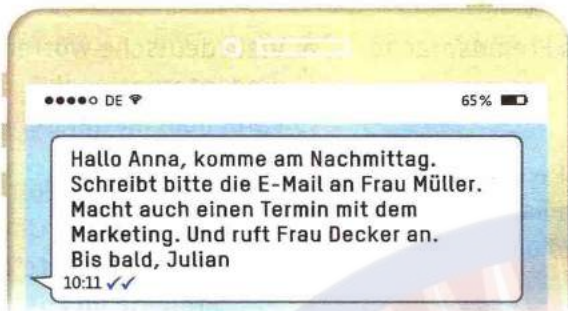 DE
65%
Hallo Anna, komme am Nachmittag.
Schreibt bitte die E-Mail an Frau Müller.
Macht auch einen Termin mit dem
Marketing. Und ruft Frau Decker an.
Bis bald, Julian
10:11